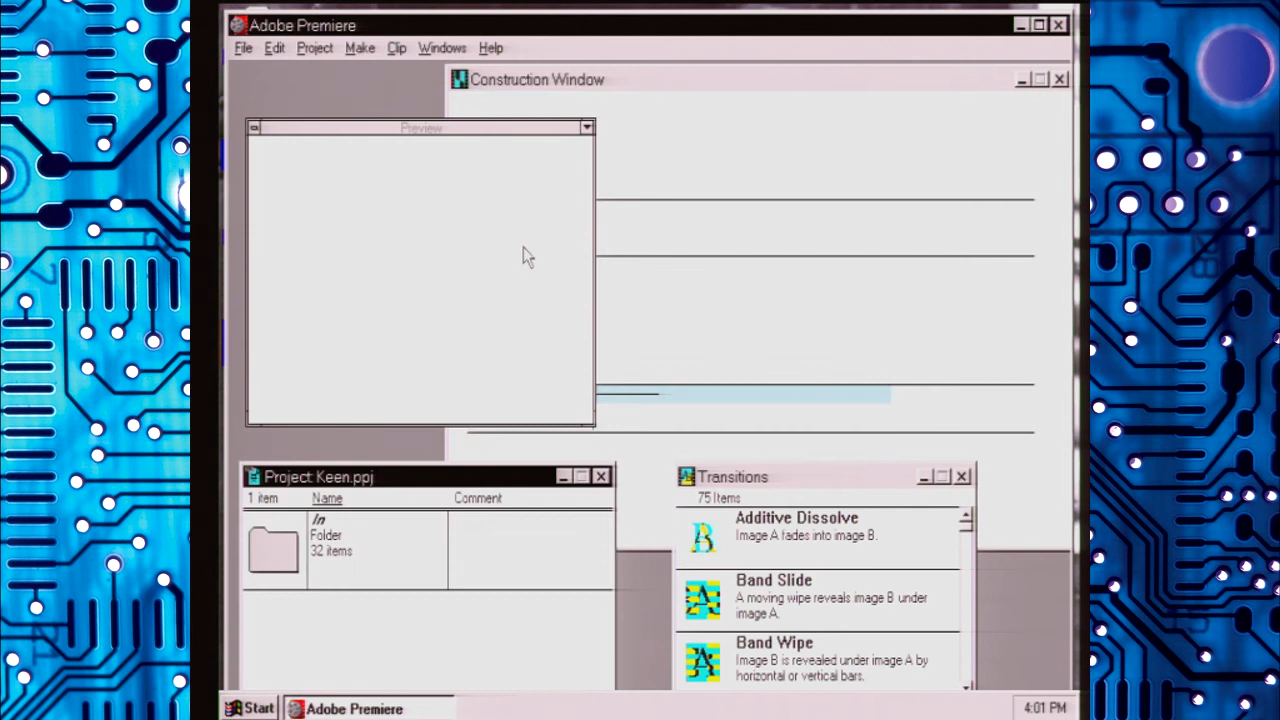 Adobe Premiere
File Edit Project Make Clip Windows Help
Construction Window
Preview
Project: Keen.ppj
1 item Name Comment
In
Folder
32 items
Transitions
75 Items
Additive Dissolve
Image A fades into image B.
Band Slide
A moving wipe reveals image B under
image A.
Band Wipe
Image B is revealed under image A by
horizontal or vertical bars.
Start Adobe Premiere 4:01 PM